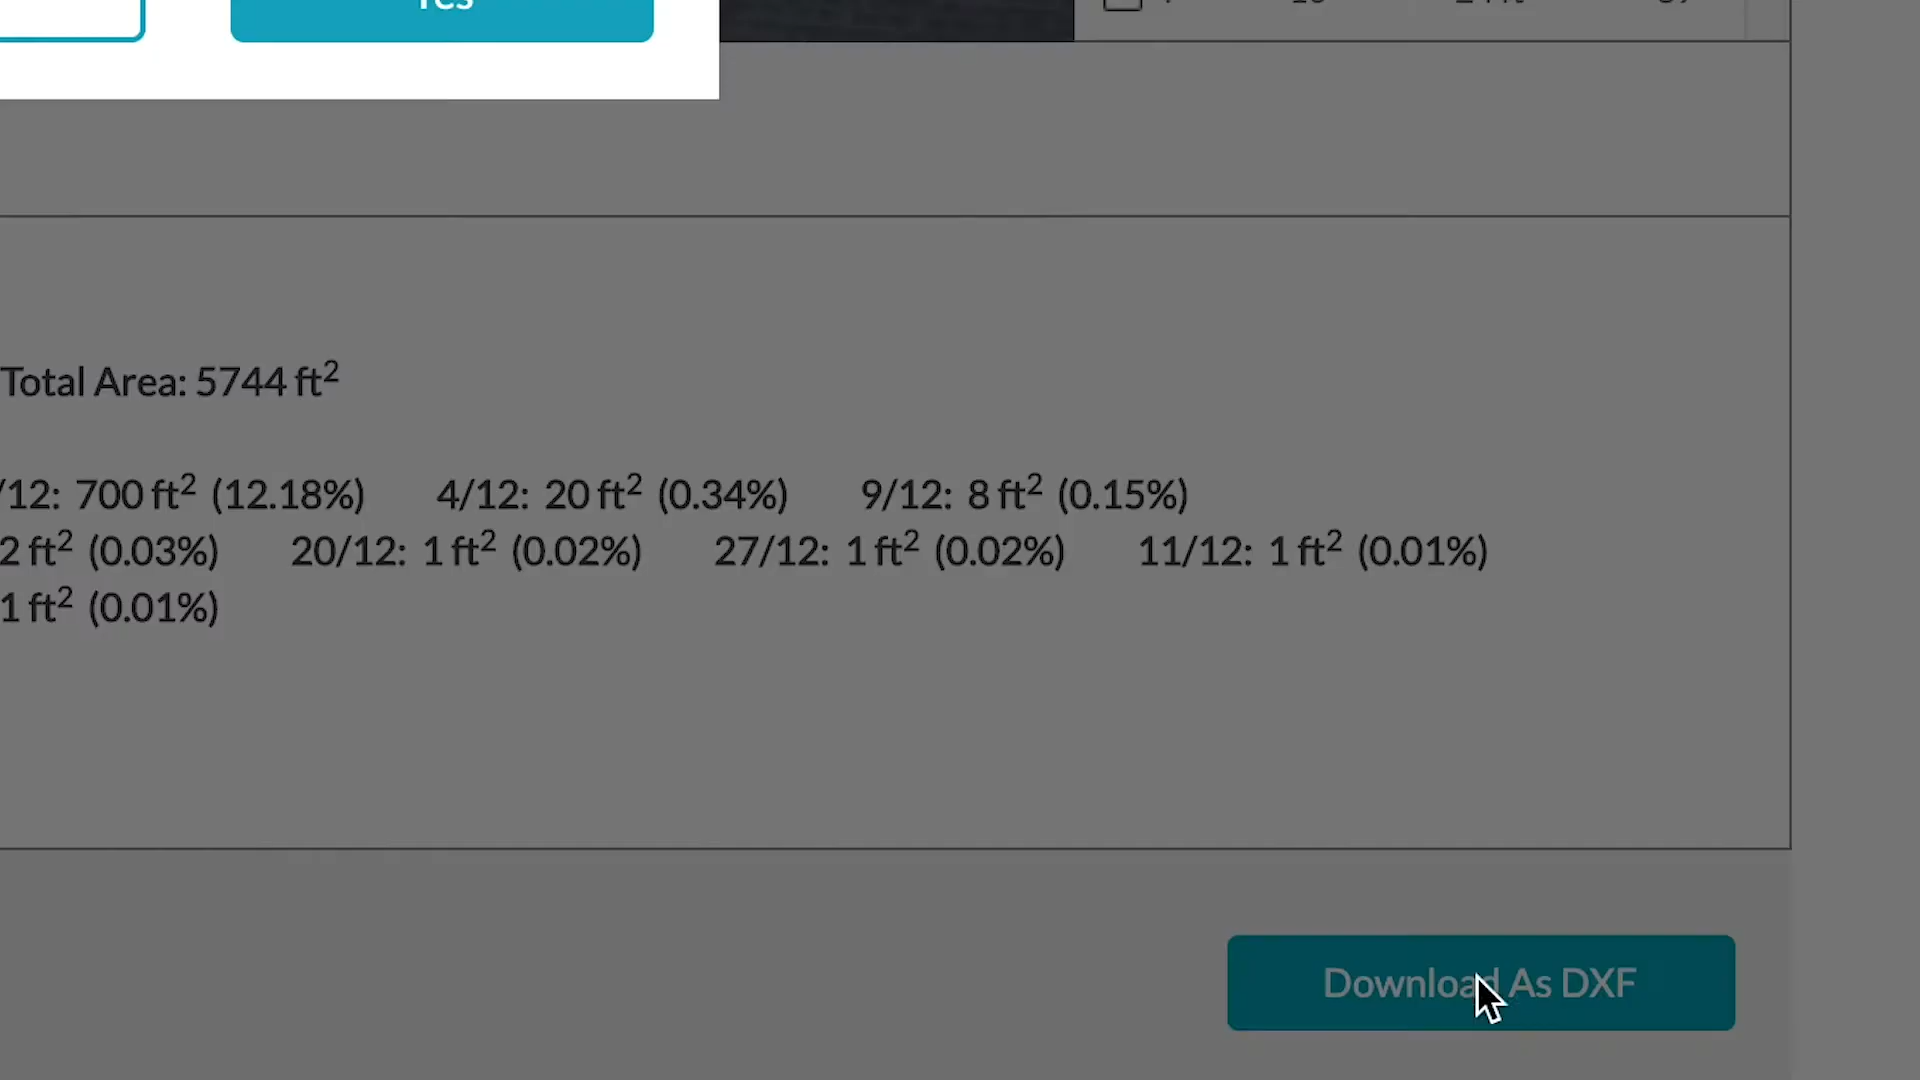 Yes
Total Area: 5744 ft²
/12: 700 ft² (12.18%) 4/12: 20 ft² (0.34%) 9/12: 8 ft² (0.15%)
2 ft² (0.03%) 20/12: 1 ft² (0.02%) 27/12: 1 ft² (0.02%) 11/12: 1 ft² (0.01%)
1 ft² (0.01%)
Download As DXF